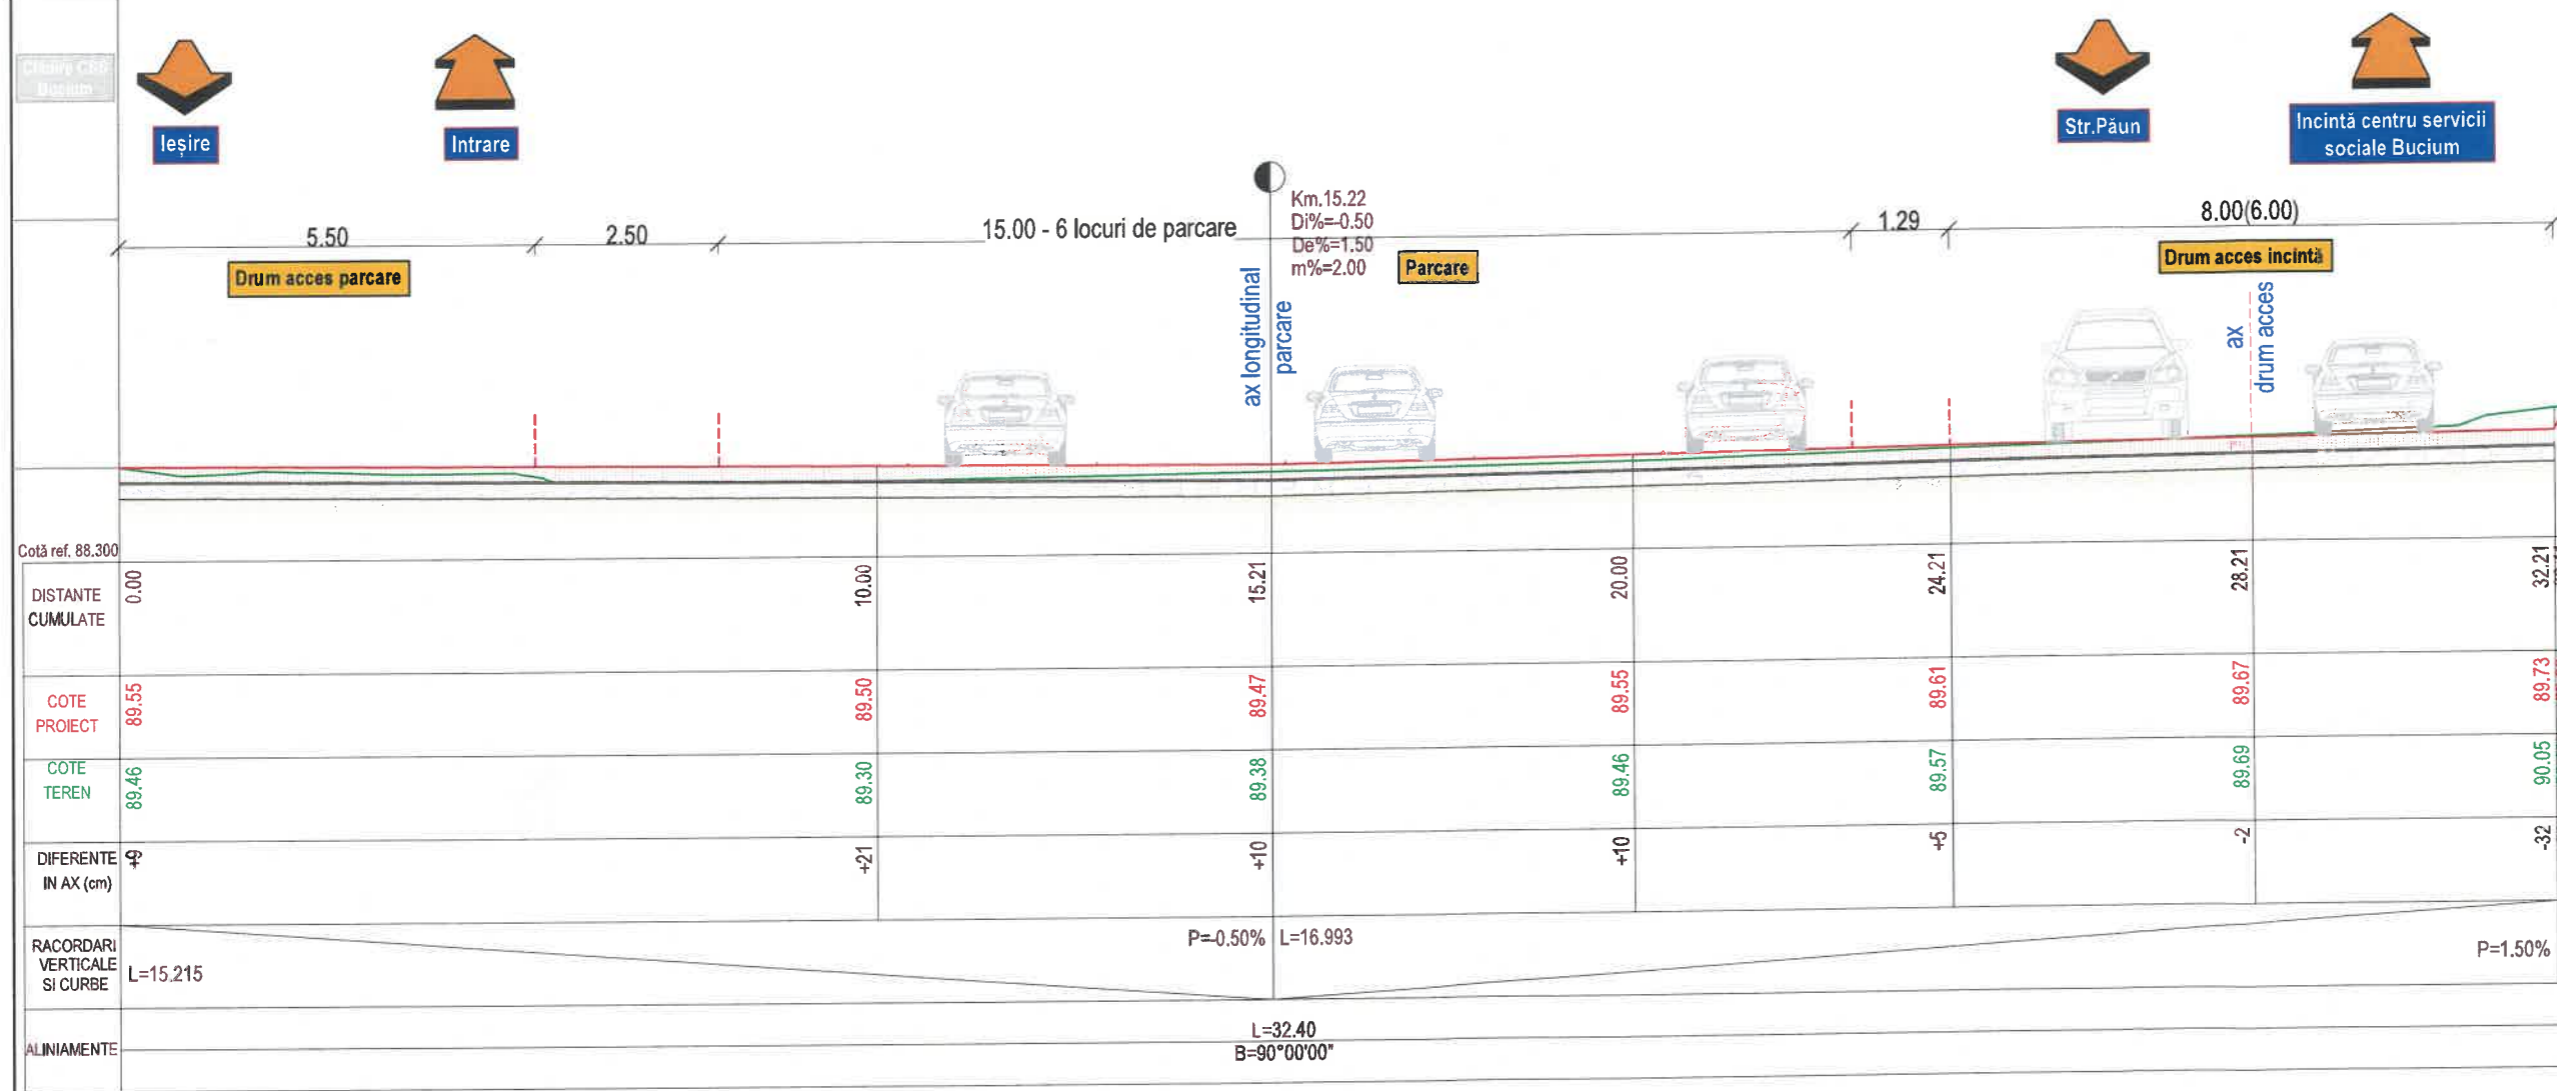 Clădire CSS
Bucium
Ieșire
Intrare
Str.Păun
Incintă centru servicii
sociale Bucium
5.50
2.50
15.00 - 6 locuri de parcare
Km.15.22
Di%=-0.50
De%=1.50
m%=2.00
1.29
8.00(6.00)
Drum acces parcare
Parcare
Drum acces incintă
ax longitudinal
parcare
ax
drum acces
Cotă ref. 88.300
DISTANTE
CUMULATE
0.00
10.00
15.21
20.00
24.21
28.21
32.21
COTE
PROIECT
89.55
89.50
89.47
89.55
89.61
89.67
89.73
COTE
TEREN
89.46
89.30
89.38
89.46
89.57
89.69
90.05
DIFERENTE
IN AX (cm)
+9
+21
+10
+10
+5
-2
-32
RACORDARI
VERTICALE
SI CURBE
L=15.215
P=-0.50%
L=16.993
P=1.50%
ALINIAMENTE
L=32.40
B=90°00'00"